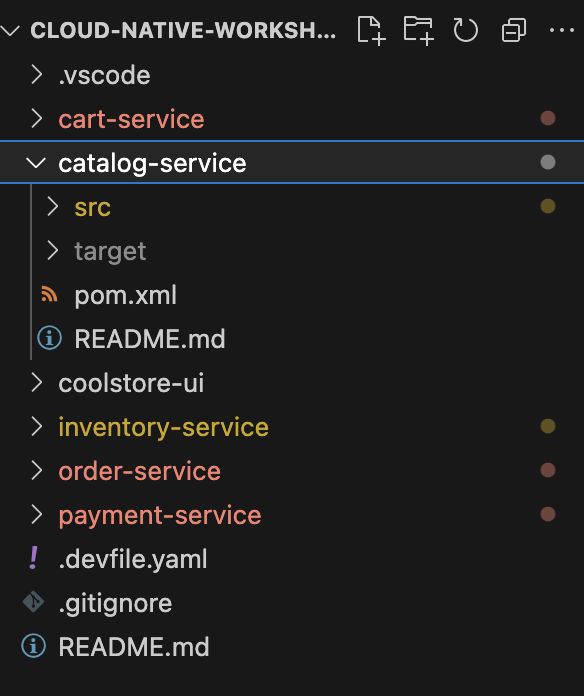 CLOUD-NATIVE-WORKSH...
.vscode
cart-service
catalog-service
src
target
pom.xml
README.md
coolstore-ui
inventory-service
order-service
payment-service
.devfile.yaml
.gitignore
README.md